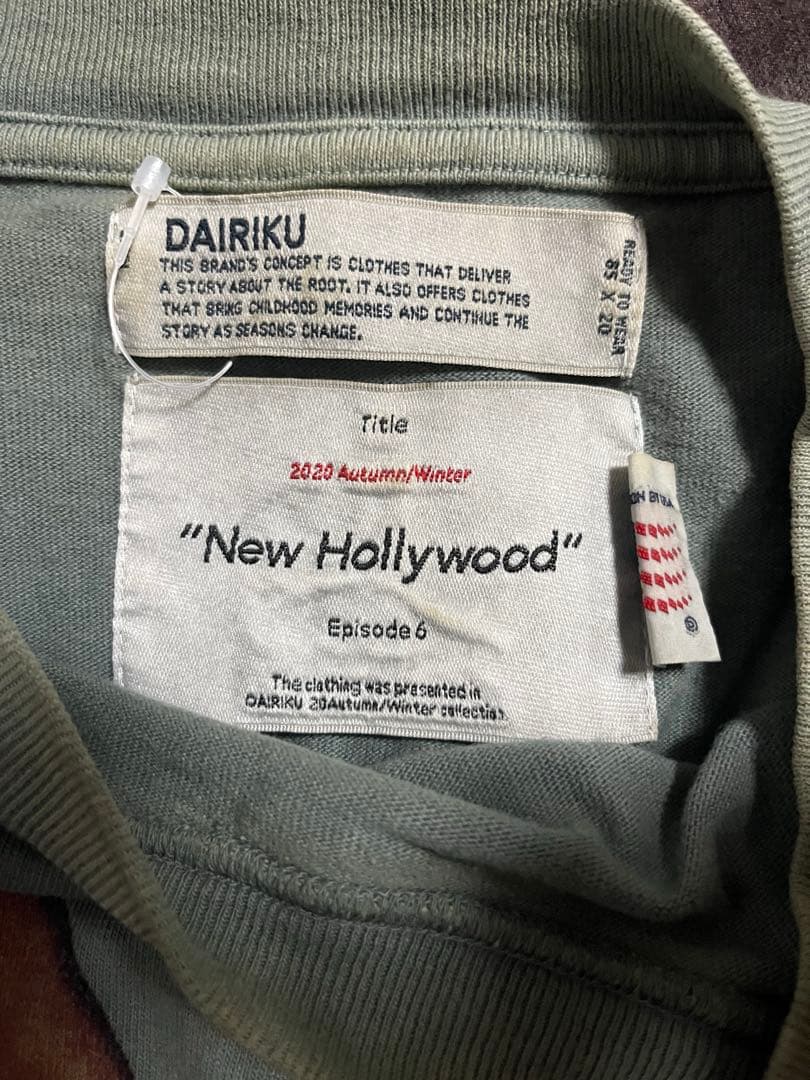 DAIRIKU
THIS BRAND'S CONCEPT IS CLOTHES THAT DELIVER
A STORY ABOUT THE ROOT. IT ALSO OFFERS CLOTHES
THAT BRING CHILDHOOD MEMORIES AND CONTINUE THE
STORY AS SEASONS CHANGE.
READY TO WEAR
85 X 20
Title
2020 Autumn/Winter
"New Hollywood"
Episode 6
The clothing was presented in
DAIRIKU 20Autumn/Winter collection.